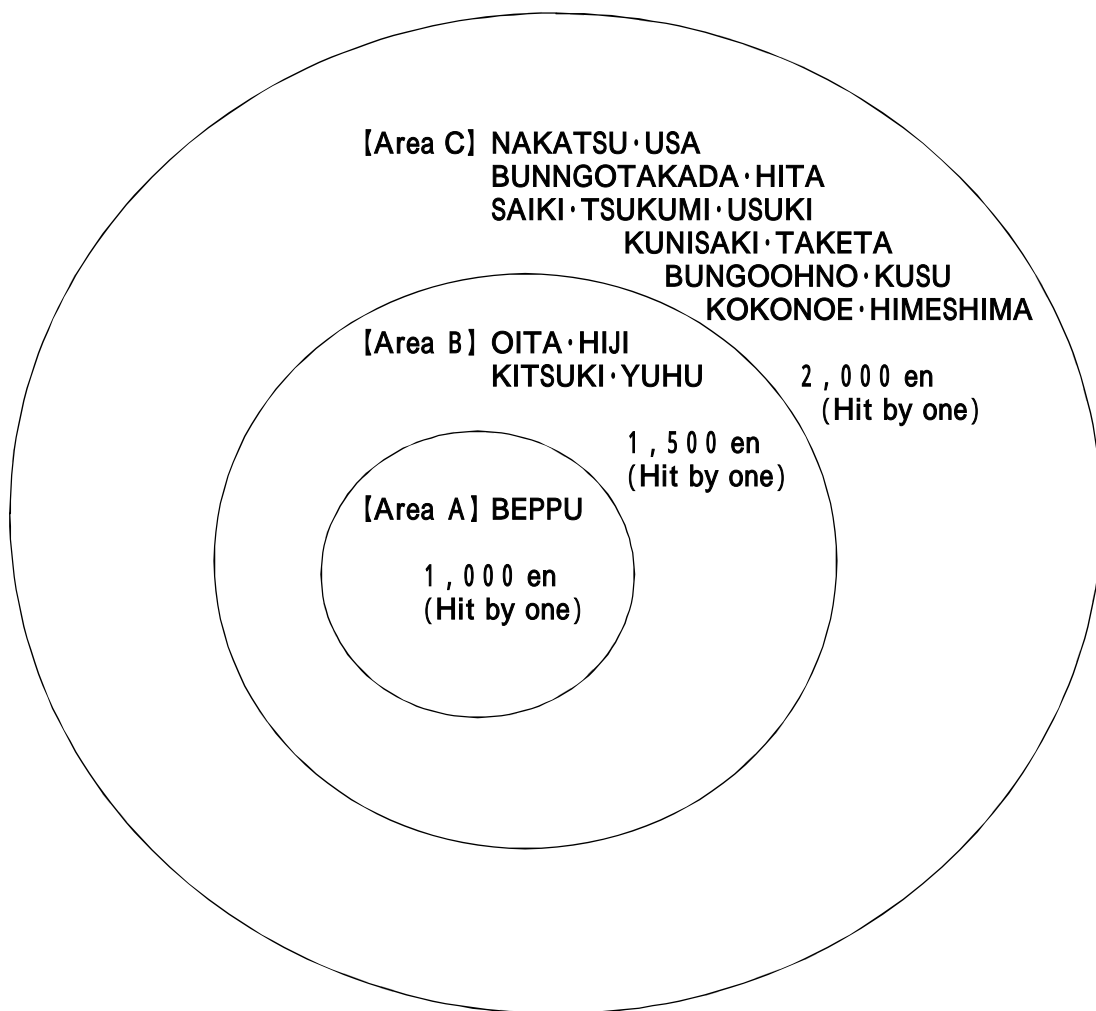 【Area C】 NAKATSU・USA
BUNNGOTAKADA・HITA
SAIKI・TSUKUMI・USUKI
KUNISAKI・TAKETA
BUNGOOHNO・KUSU
KOKONOE・HIMESHIMA
2,000 en
(Hit by one)
【Area B】 OITA・HIJI
KITSUKI・YUHU
1,500 en
(Hit by one)
【Area A】 BEPPU
1,000 en
(Hit by one)